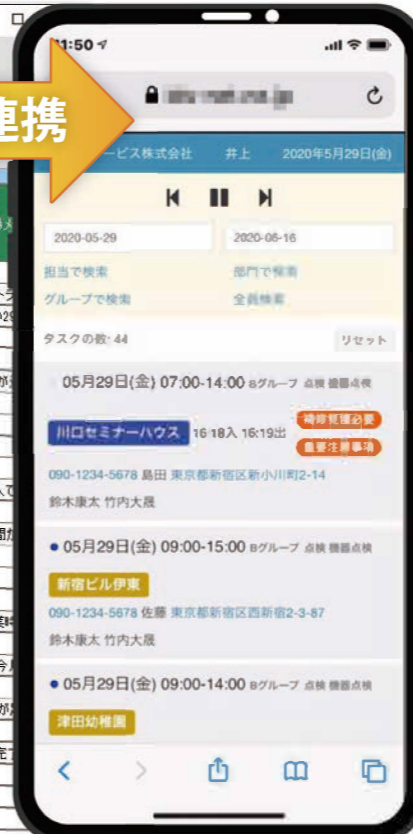 連携
11:50
ービス株式会社 井上 2020年5月29日(金)
2020-05-29 2020-06-16
担当で検索 部門で検索
グループで検索 全員検索
タスクの数: 44 リセット
05月29日(金) 07:00-14:00 Bグループ 点検 機器点検
川口セミナーハウス 16:18入 16:19出 補修見積必要
重要注意事項
090-1234-5678 島田 東京都新宿区新小川町2-14
鈴木康太 竹内大晟
• 05月29日(金) 09:00-15:00 Bグループ 点検 機器点検
新宿ビル伊東
090-1234-5678 佐藤 東京都新宿区西新宿2-3-87
鈴木康太 竹内大晟
• 05月29日(金) 09:00-14:00 Bグループ 点検 機器点検
津田幼稚園